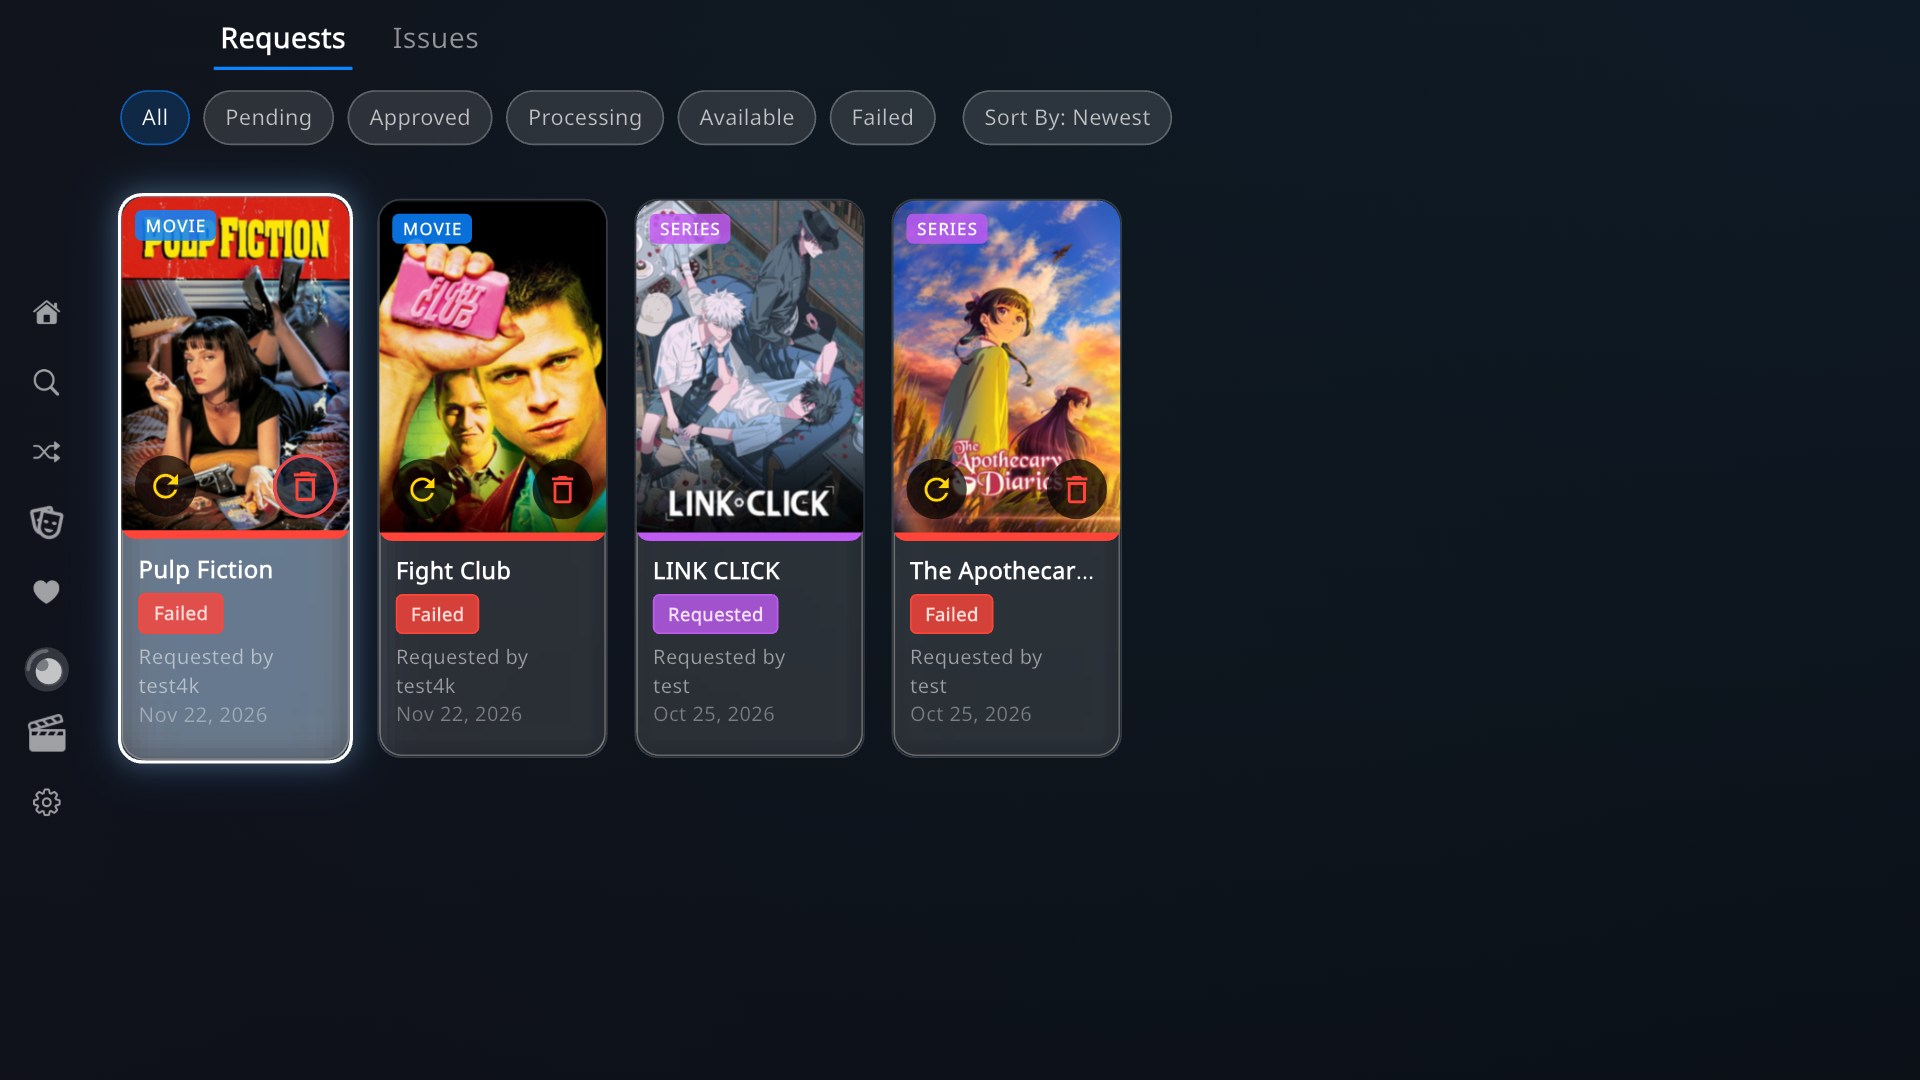 Requests
Issues
All
Pending
Approved
Processing
Available
Failed
Sort By: Newest
MOVIE
PULP FICTION
Pulp Fiction
Failed
Requested by
test4k
Nov 22, 2026
MOVIE
FIGHT
CLUB
Fight Club
Failed
Requested by
test4k
Nov 22, 2026
SERIES
LINK CLICK
LINK CLICK
Requested
Requested by
test
Oct 25, 2026
SERIES
The
Apothecary
Diaries
The Apothecar...
Failed
Requested by
test
Oct 25, 2026